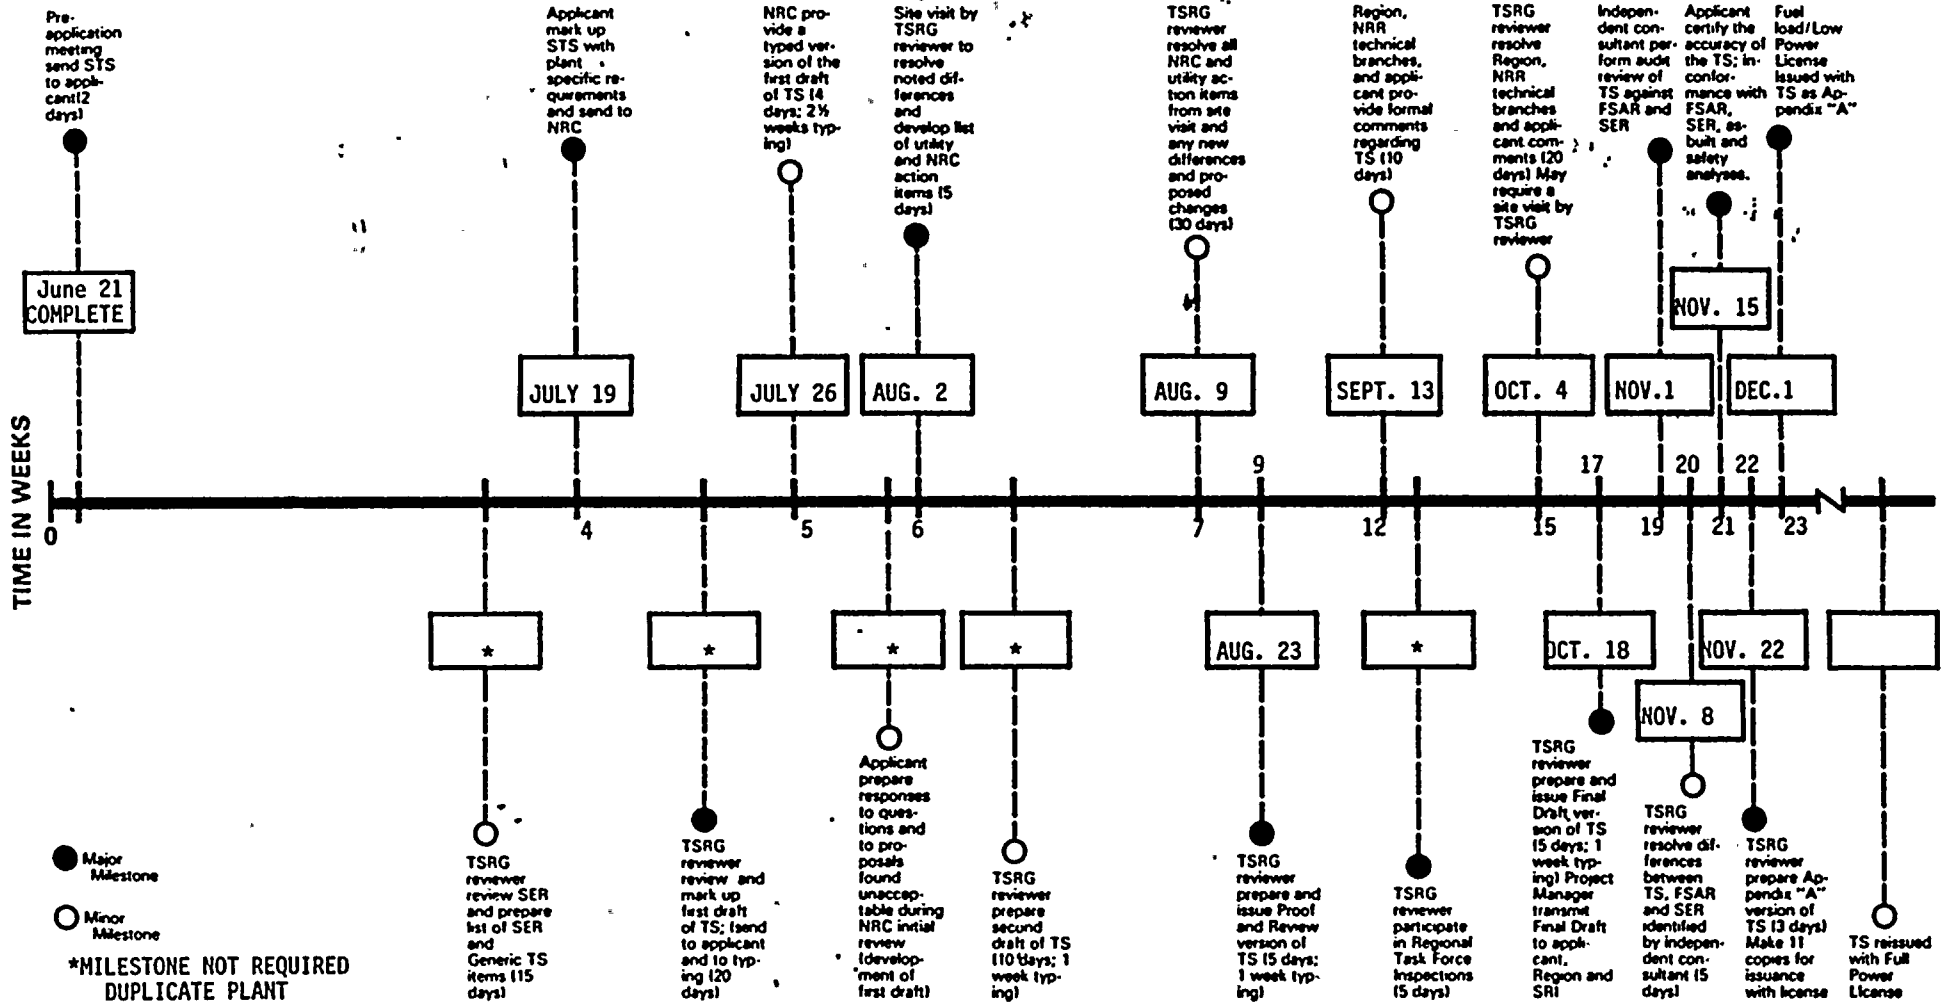 Pre-
application
meeting
send STS
to appli-
cant(2
days)
Applicant
mark up
STS with
plant
specific re-
quirements
and send to
NRC
NRC pro-
vide a
typed ver-
sion of the
first draft
of TS (4
days; 2½
weeks typ-
ing)
Site visit by
TSRG
reviewer to
resolve
noted dif-
ferences
and
develop list
of utility
and NRC
action
items (5
days)
TSRG
reviewer
resolve all
NRC and
utility ac-
tion items
from site
visit and
any new
differences
and pro-
posed
changes
(30 days)
Region,
NRR
technical
branches,
and appli-
cant pro-
vide formal
comments
regarding
TS (10
days)
TSRG
reviewer
resolve
Region,
NRR
technical
branches
and appli-
cant com-
ments (20
days) May
require a
site visit by
TSRG
reviewer
Indepen-
dent con-
sultant per-
form audit
review of
TS against
FSAR and
SER
Applicant
certify the
accuracy of
the TS; in
confor-
mance with
FSAR,
SER, as-
built and
safety
analyses.
Fuel
load/Low
Power
License
Issued with
TS as Ap-
pendix "A"
June 21
COMPLETE
JULY 19
JULY 26
AUG. 2
AUG. 9
SEPT. 13
OCT. 4
NOV.1
NOV. 15
DEC.1
TIME IN WEEKS
9
17
20
22
0
4
5
6
7
12
15
19
21
23
*
*
*
*
AUG. 23
*
OCT. 18
NOV. 8
NOV. 22
TSRG
reviewer
review SER
and prepare
list of SER
and
Generic TS
items (15
days)
TSRG
reviewer
review and
mark up
first draft
of TS; (send
to applicant
and to typ-
ing (20
days)
Applicant
prepare
responses
to ques-
tions and
to pro-
posals
found
unaccep-
table during
NRC initial
review
(develop-
ment of
first draft)
TSRG
reviewer
prepare
second
draft of TS
(10 days; 1
week typ-
ing)
TSRG
reviewer
prepare and
issue Proof
and Review
version of
TS (5 days;
1 week typ-
ing)
TSRG
reviewer
participate
in Regional
Task Force
Inspections
(5 days)
TSRG
reviewer
prepare and
issue Final
Draft ver-
sion of TS
(5 days; 1
week typ-
ing) Project
Manager
transmit
Final Draft
to appli-
cant,
Region and
SRI
TSRG
reviewer
resolve dif-
ferences
between
TS, FSAR
and SER
identified
by indepen-
dent con-
sultant (5
days)
TSRG
reviewer
prepare Ap-
pendix "A"
version of
TS (3 days)
Make 11
copies for
issuance
with license
TS reissued
with Full
Power
License
Major
Milestone
Minor
Milestone
*MILESTONE NOT REQUIRED
DUPLICATE PLANT